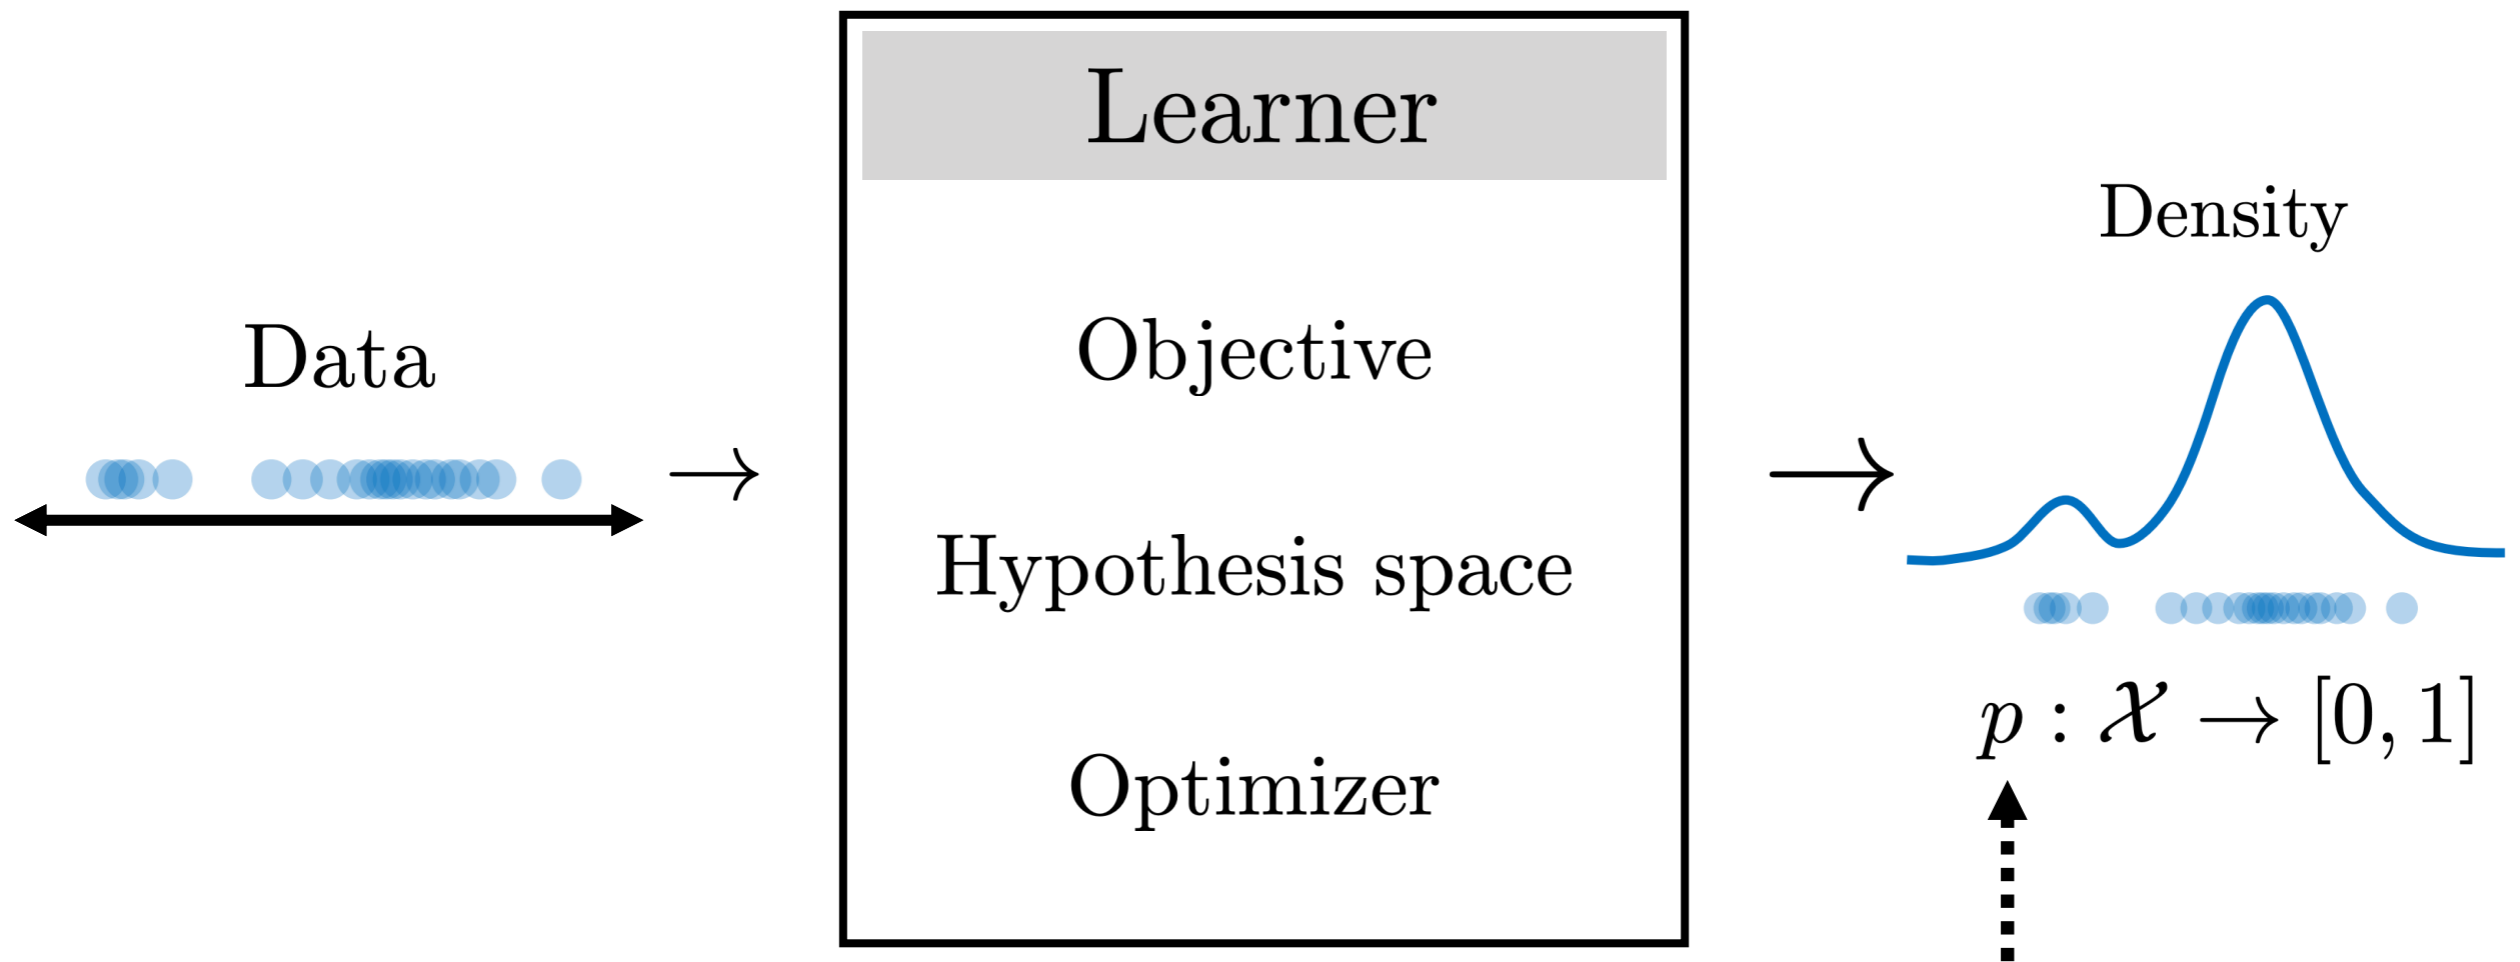 Learner
Density
Data
Objective
Hypothesis space
Optimizer
p : 𝒳 → [0, 1]